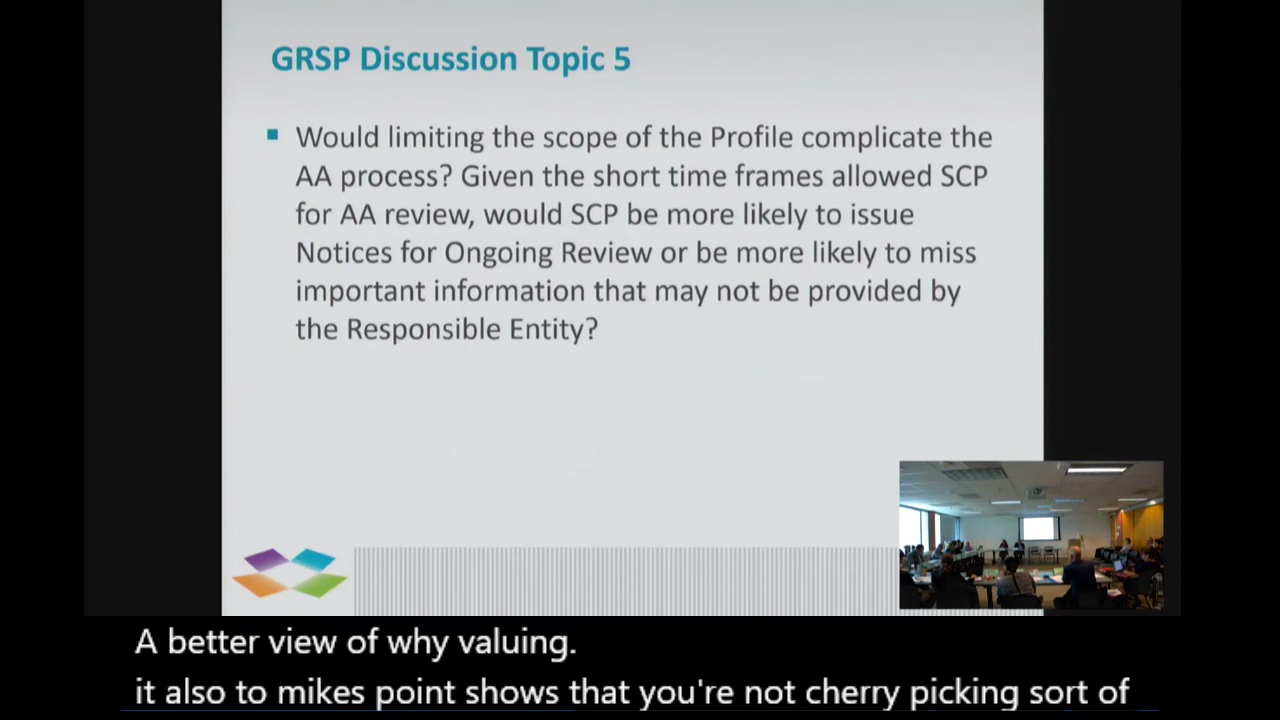 GRSP Discussion Topic 5
Would limiting the scope of the Profile complicate the
AA process? Given the short time frames allowed SCP
for AA review, would SCP be more likely to issue
Notices for Ongoing Review or be more likely to miss
important information that may not be provided by
the Responsible Entity?
A better view of why valuing.
it also to mikes point shows that you're not cherry picking sort of